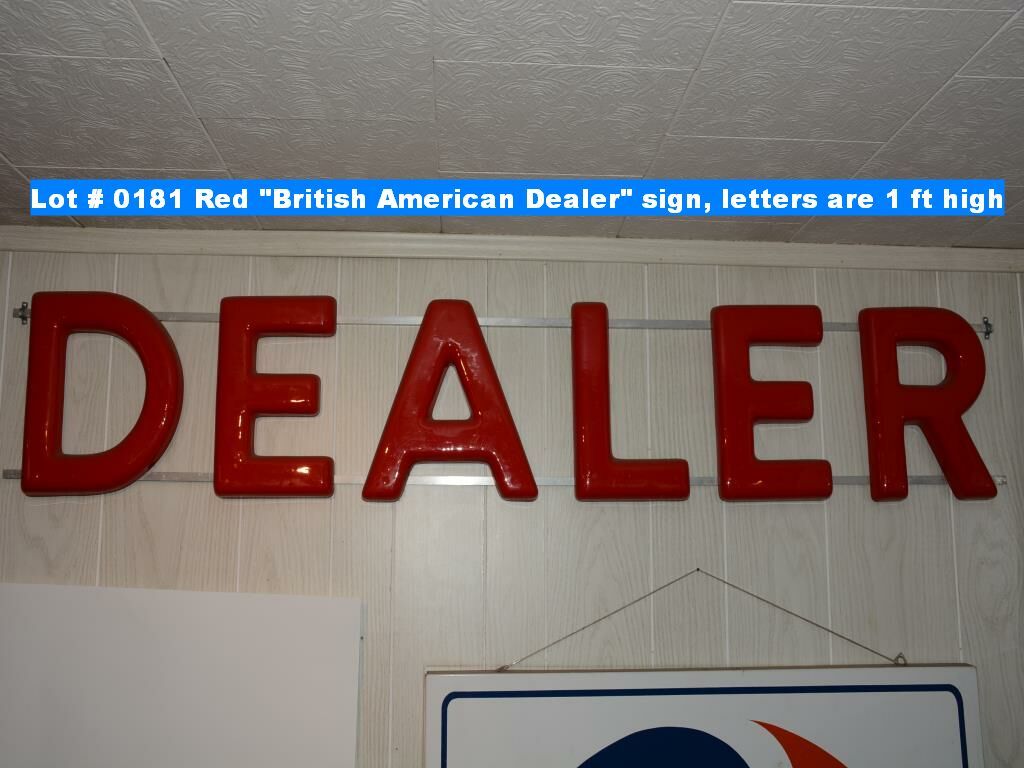 Lot # 0181 Red "British American Dealer" sign, letters are 1 ft high
DEALER